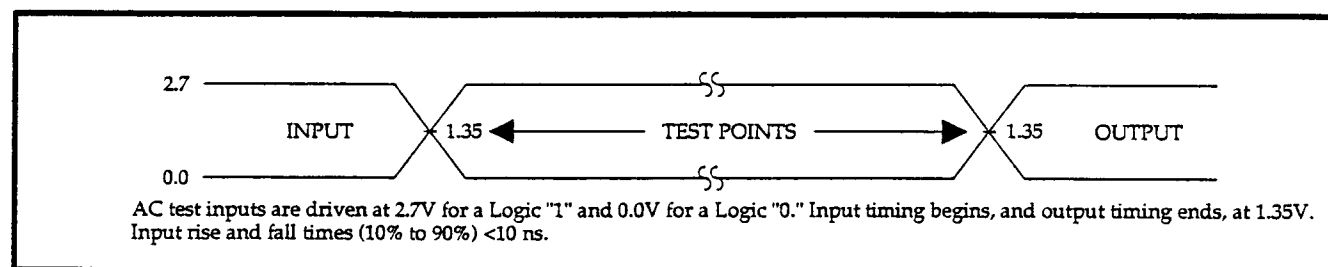 2.7
INPUT 1.35 TEST POINTS 1.35 OUTPUT
0.0
AC test inputs are driven at 2.7V for a Logic "1" and 0.0V for a Logic "0." Input timing begins, and output timing ends, at 1.35V.
Input rise and fall times (10% to 90%) <10 ns.